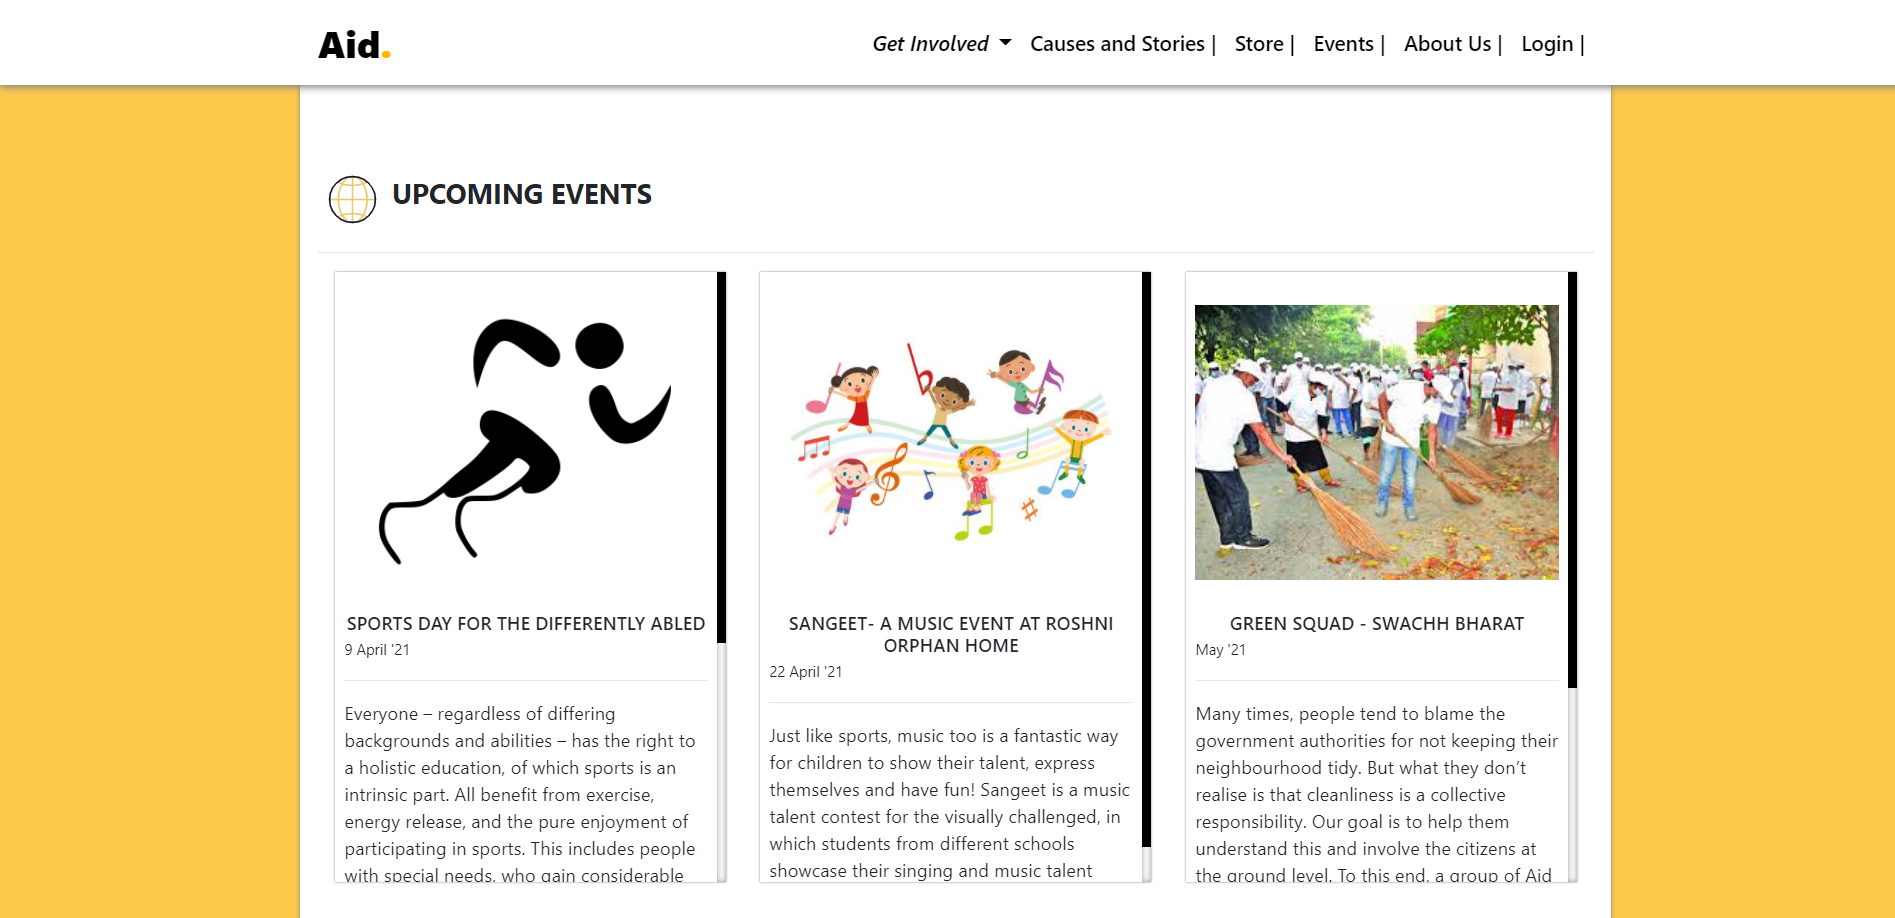 Aid.
Get Involved
Causes and Stories |
Store |
Events |
About Us |
Login |
UPCOMING EVENTS
SPORTS DAY FOR THE DIFFERENTLY ABLED
9 April '21
Everyone – regardless of differing
backgrounds and abilities – has the right to
a holistic education, of which sports is an
intrinsic part. All benefit from exercise,
energy release, and the pure enjoyment of
participating in sports. This includes people
with special needs, who gain considerable
SANGEET- A MUSIC EVENT AT ROSHNI
ORPHAN HOME
22 April '21
Just like sports, music too is a fantastic way
for children to show their talent, express
themselves and have fun! Sangeet is a music
talent contest for the visually challenged, in
which students from different schools
showcase their singing and music talent
GREEN SQUAD - SWACHH BHARAT
May '21
Many times, people tend to blame the
government authorities for not keeping their
neighbourhood tidy. But what they don’t
realise is that cleanliness is a collective
responsibility. Our goal is to help them
understand this and involve the citizens at
the ground level. To this end, a group of Aid